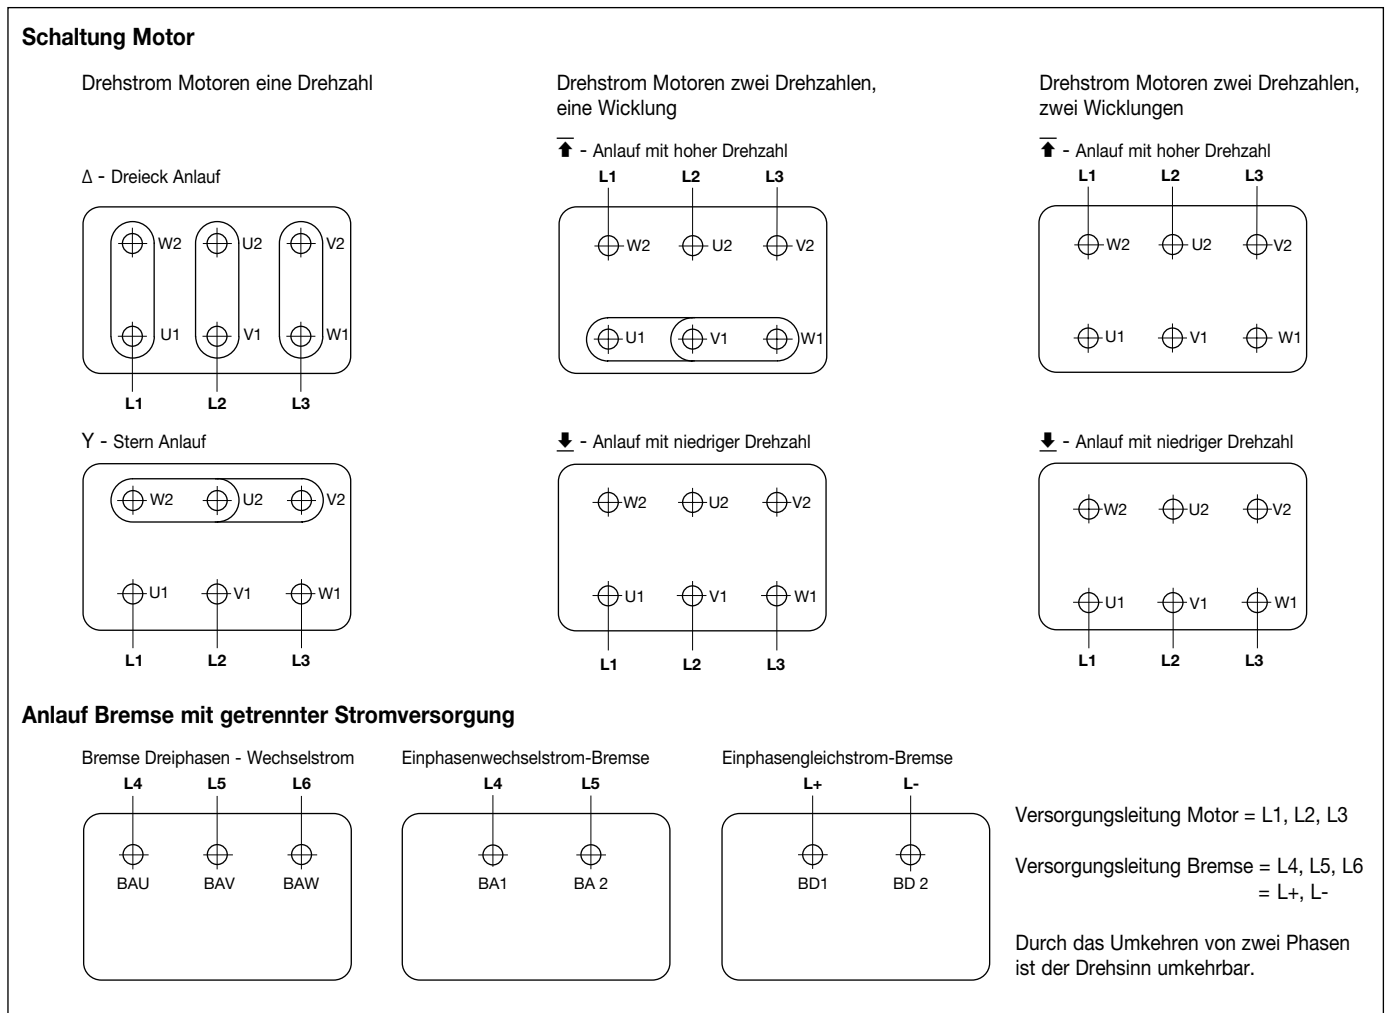 Schaltung Motor
Drehstrom Motoren eine Drehzahl
Δ - Dreieck Anlauf
W2 U2 V2
U1 V1 W1
L1 L2 L3
Y - Stern Anlauf
W2 U2 V2
U1 V1 W1
L1 L2 L3
Drehstrom Motoren zwei Drehzahlen,
eine Wicklung
- Anlauf mit hoher Drehzahl
L1 L2 L3
W2 U2 V2
U1 V1 W1
- Anlauf mit niedriger Drehzahl
W2 U2 V2
U1 V1 W1
L1 L2 L3
Drehstrom Motoren zwei Drehzahlen,
zwei Wicklungen
- Anlauf mit hoher Drehzahl
L1 L2 L3
W2 U2 V2
U1 V1 W1
- Anlauf mit niedriger Drehzahl
W2 U2 V2
U1 V1 W1
L1 L2 L3
Anlauf Bremse mit getrennter Stromversorgung
Bremse Dreiphasen - Wechselstrom
L4 L5 L6
BAU BAV BAW
Einphasenwechselstrom-Bremse
L4 L5
BA1 BA 2
Einphasengleichstrom-Bremse
L+ L-
BD1 BD 2
Versorgungsleitung Motor = L1, L2, L3
Versorgungsleitung Bremse = L4, L5, L6
= L+, L-
Durch das Umkehren von zwei Phasen
ist der Drehsinn umkehrbar.